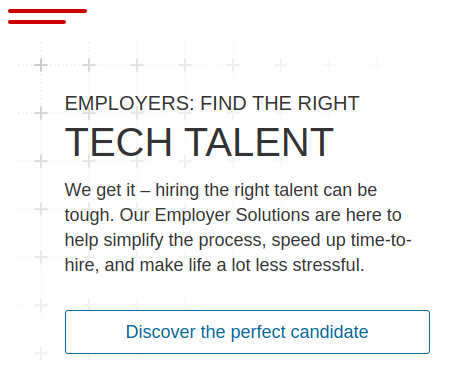 EMPLOYERS: FIND THE RIGHT
TECH TALENT
We get it – hiring the right talent can be
tough. Our Employer Solutions are here to
help simplify the process, speed up time-to-
hire, and make life a lot less stressful.
Discover the perfect candidate